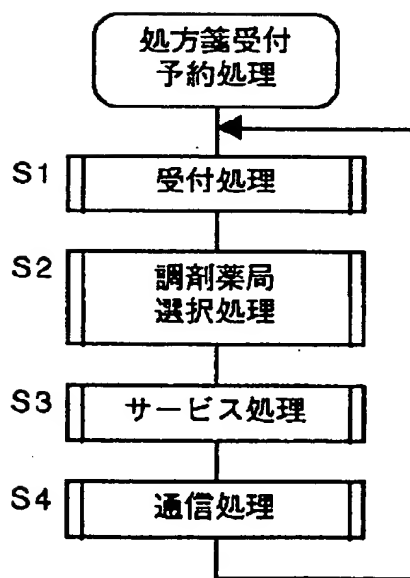 処方箋受付
予約処理
S1
受付処理
S2
調剤薬局
選択処理
S3
サービス処理
S4
通信処理